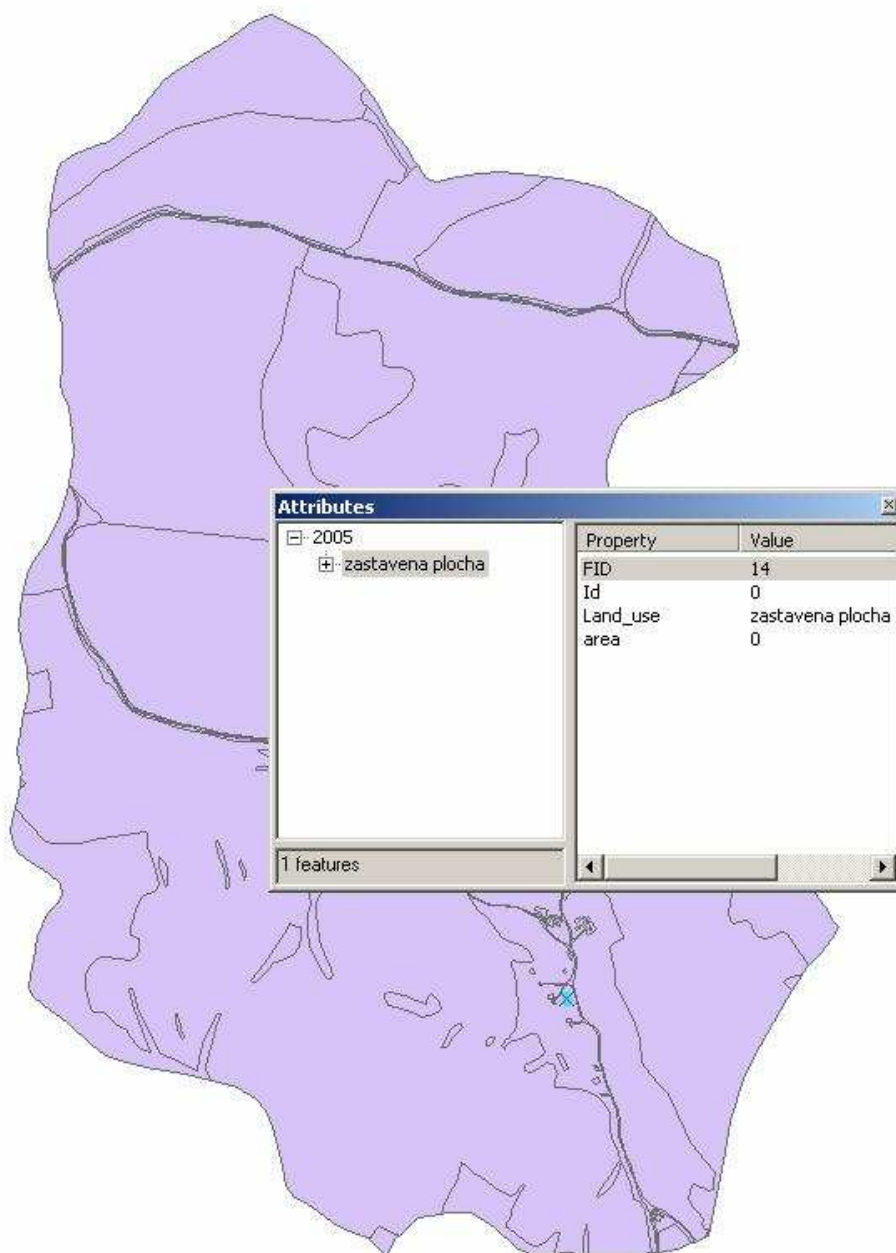 Attributes
2005
zastavena plocha
1 features
Property Value
FID 14
Id 0
Land_use zastavena plocha
area 0